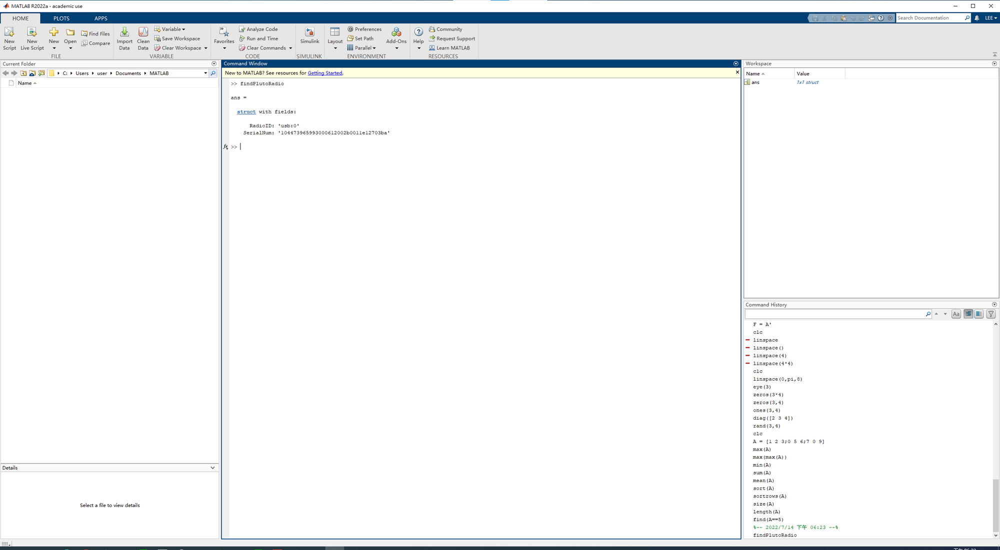 MATLAB R2022a - academic use
HOME PLOTS APPS
Search Documentation
LEE
New Script
New Live Script
New
Open
Find Files
Compare
FILE
Import Data
Clean Data
Variable
Save Workspace
Clear Workspace
VARIABLE
Favorites
Analyze Code
Run and Time
Clear Commands
CODE
Simulink
SIMULINK
Layout
Preferences
Set Path
Parallel
Add-Ons
ENVIRONMENT
Help
Community
Request Support
Learn MATLAB
RESOURCES
Current Folder
C: Users user Documents MATLAB
Name
Details
Select a file to view details
Command Window
New to MATLAB? See resources for Getting Started.
>> findPlutoRadio
ans =
struct with fields:
RadioID: 'usb:0'
SerialNum: '104473965993000612002b0011e12703ba'
fx >>
Workspace
Name Value
ans 1x1 struct
Command History
Aa
F = A'
clc
linspace
linspace()
linspace(4)
linspace(4*4)
clc
linspace(0,pi,8)
eye(3)
zeros(3*4)
zeros(3,4)
ones(3,4)
diag([2 3 4])
rand(3,4)
clc
A = [1 2 3;0 5 6;7 0 9]
max(A)
max(max(A))
min(A)
sum(A)
mean(A)
sort(A)
sortrows(A)
size(A)
length(A)
find(A==5)
%-- 2022/7/14 下午 06:23 --%
findPlutoRadio